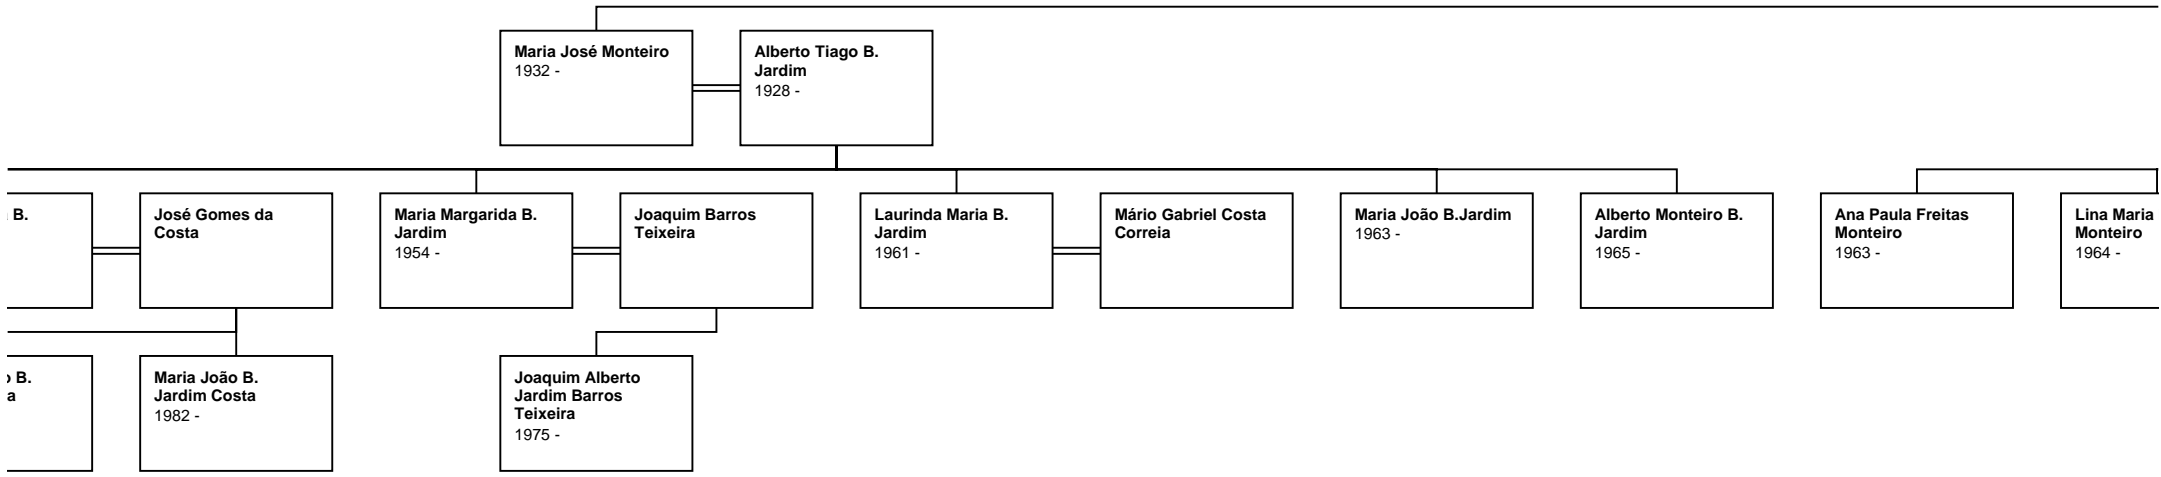 Maria José Monteiro
1932 -
Alberto Tiago B.
Jardim
1928 -
B.
José Gomes da
Costa
Maria Margarida B.
Jardim
1954 -
Joaquim Barros
Teixeira
Laurinda Maria B.
Jardim
1961 -
Mário Gabriel Costa
Correia
Maria João B.Jardim
1963 -
Alberto Monteiro B.
Jardim
1965 -
Ana Paula Freitas
Monteiro
1963 -
Lina Maria
Monteiro
1964 -
B.
a
Maria João B.
Jardim Costa
1982 -
Joaquim Alberto
Jardim Barros
Teixeira
1975 -